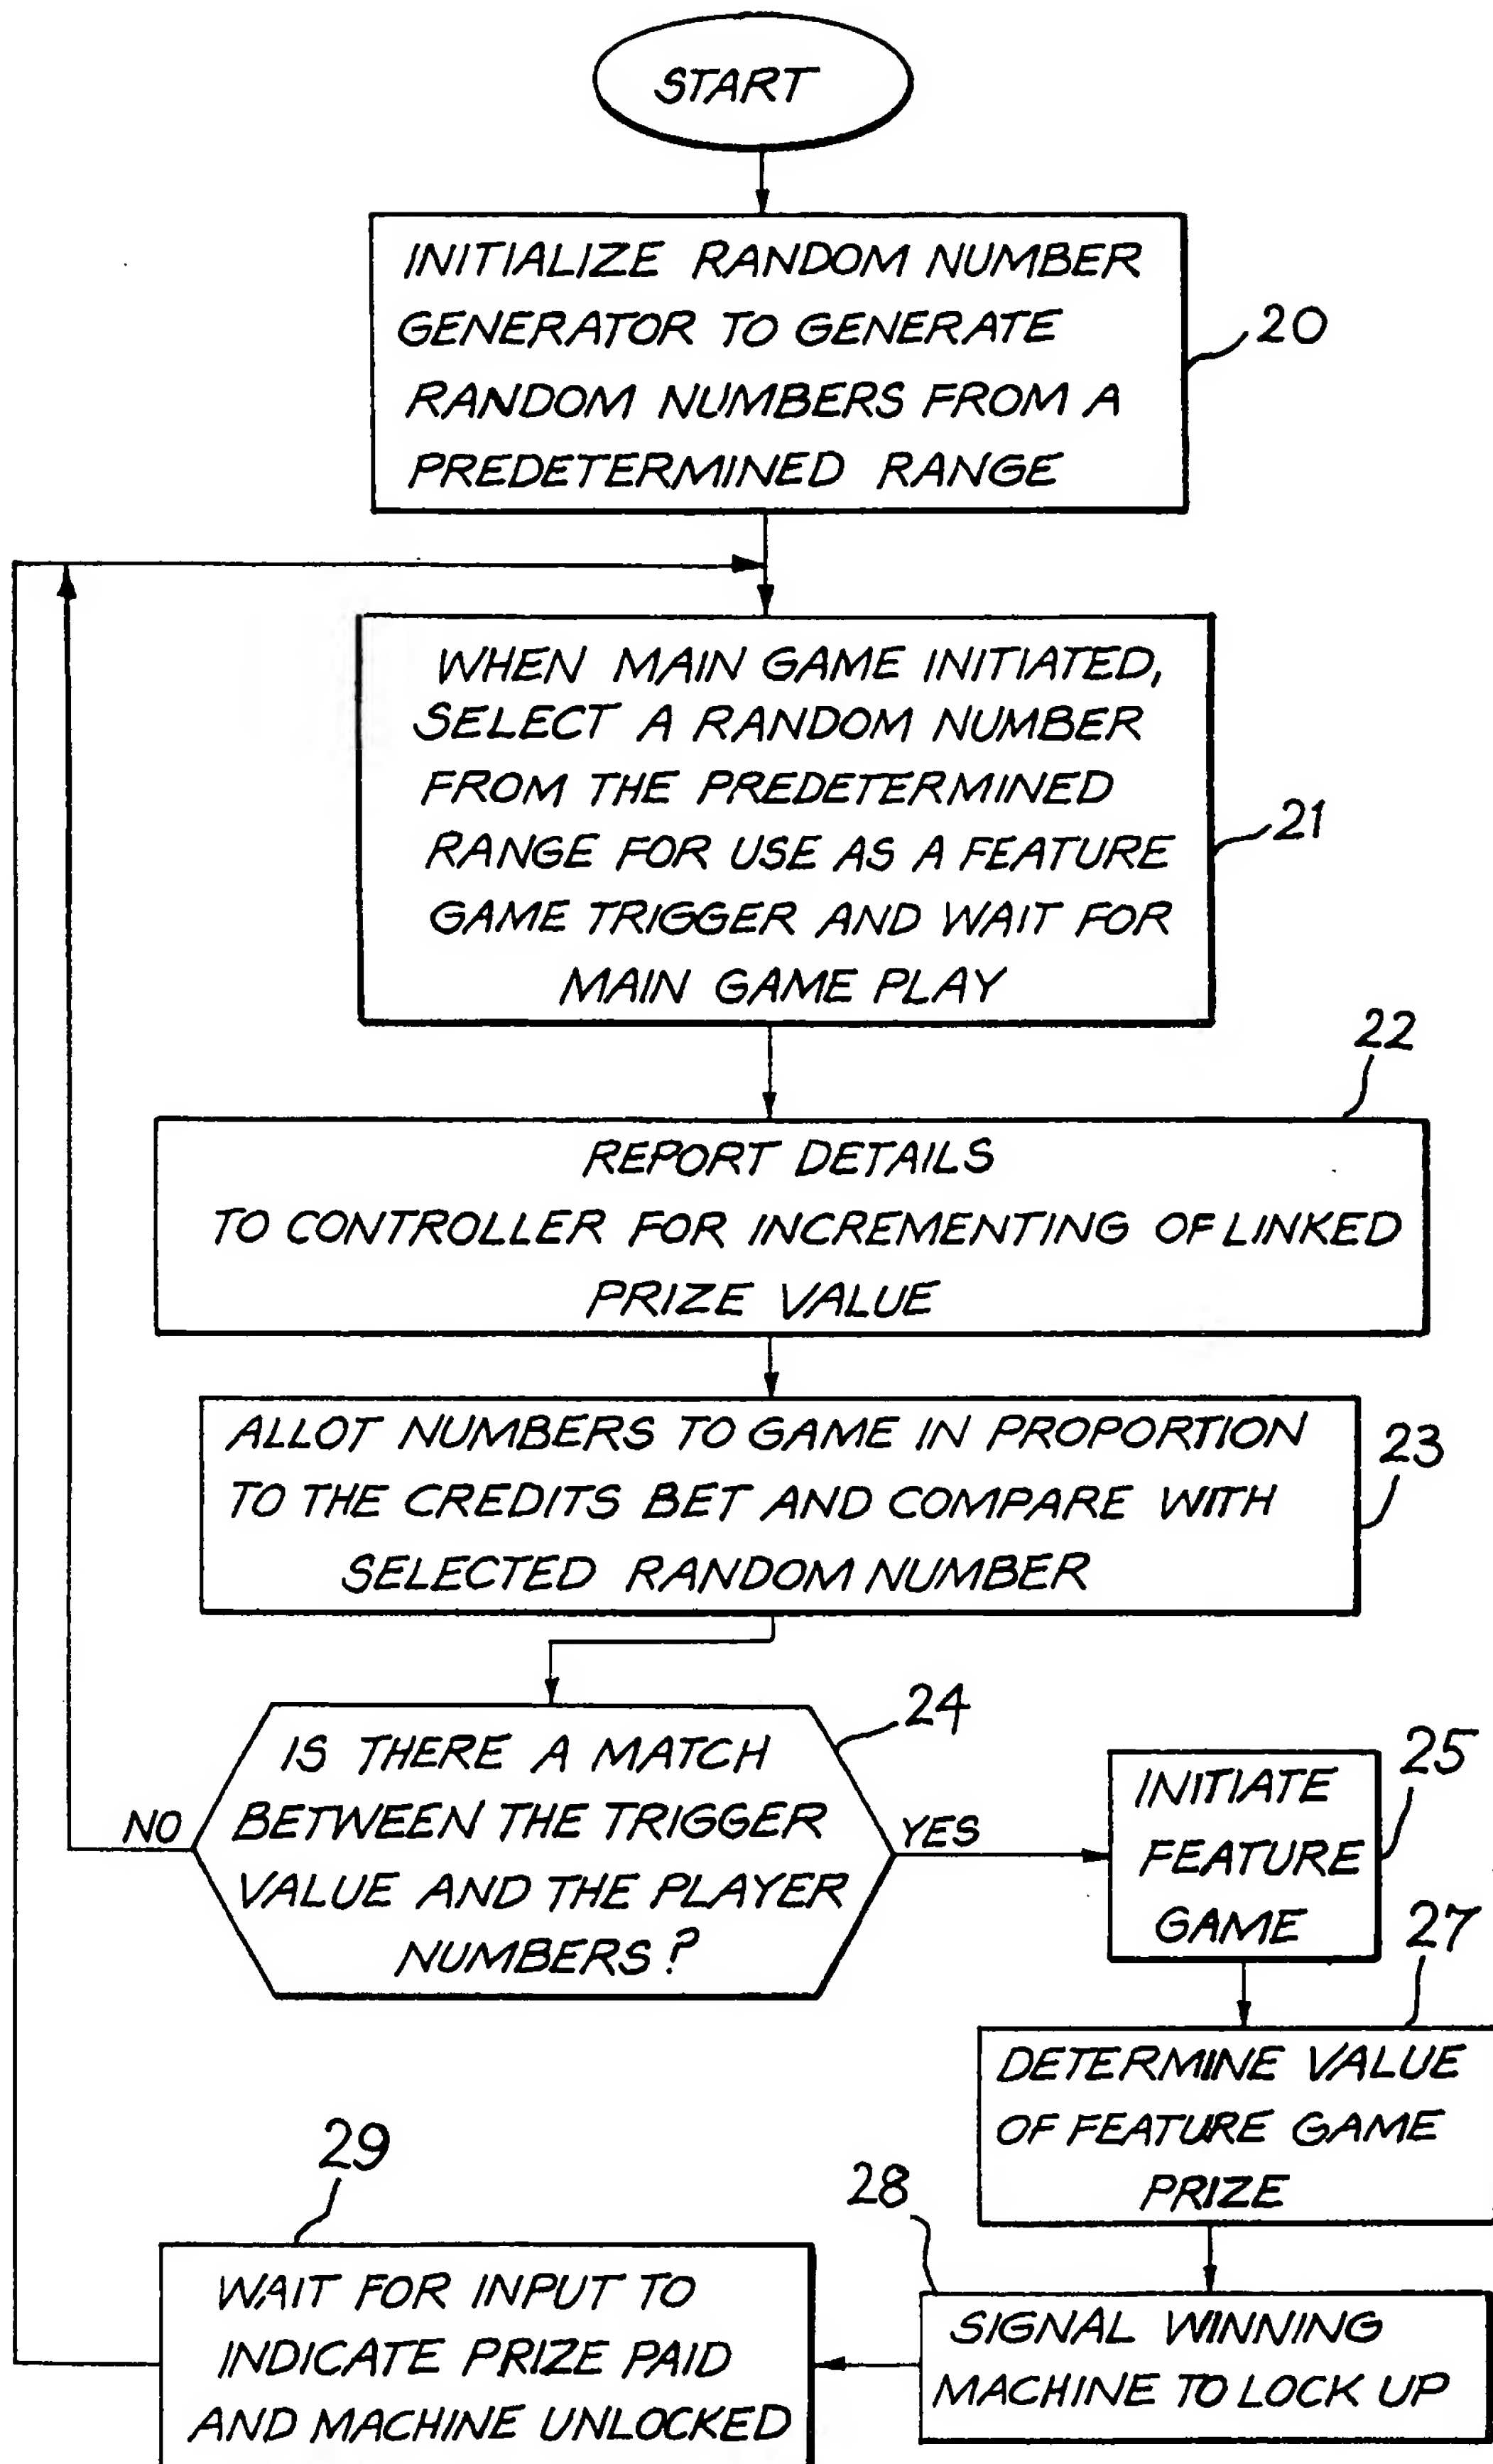 START
INITIALIZE RANDOM NUMBER
GENERATOR TO GENERATE
RANDOM NUMBERS FROM A
PREDETERMINED RANGE
20
WHEN MAIN GAME INITIATED,
SELECT A RANDOM NUMBER
FROM THE PREDETERMINED
RANGE FOR USE AS A FEATURE
GAME TRIGGER AND WAIT FOR
MAIN GAME PLAY
21
22
REPORT DETAILS
TO CONTROLLER FOR INCREMENTING OF LINKED
PRIZE VALUE
ALLOT NUMBERS TO GAME IN PROPORTION
TO THE CREDITS BET AND COMPARE WITH
SELECTED RANDOM NUMBER
23
24
IS THERE A MATCH
BETWEEN THE TRIGGER
VALUE AND THE PLAYER
NUMBERS?
NO
YES
25
INITIATE
FEATURE
GAME
27
DETERMINE VALUE
OF FEATURE GAME
PRIZE
28
SIGNAL WINNING
MACHINE TO LOCK UP
29
WAIT FOR INPUT TO
INDICATE PRIZE PAID
AND MACHINE UNLOCKED